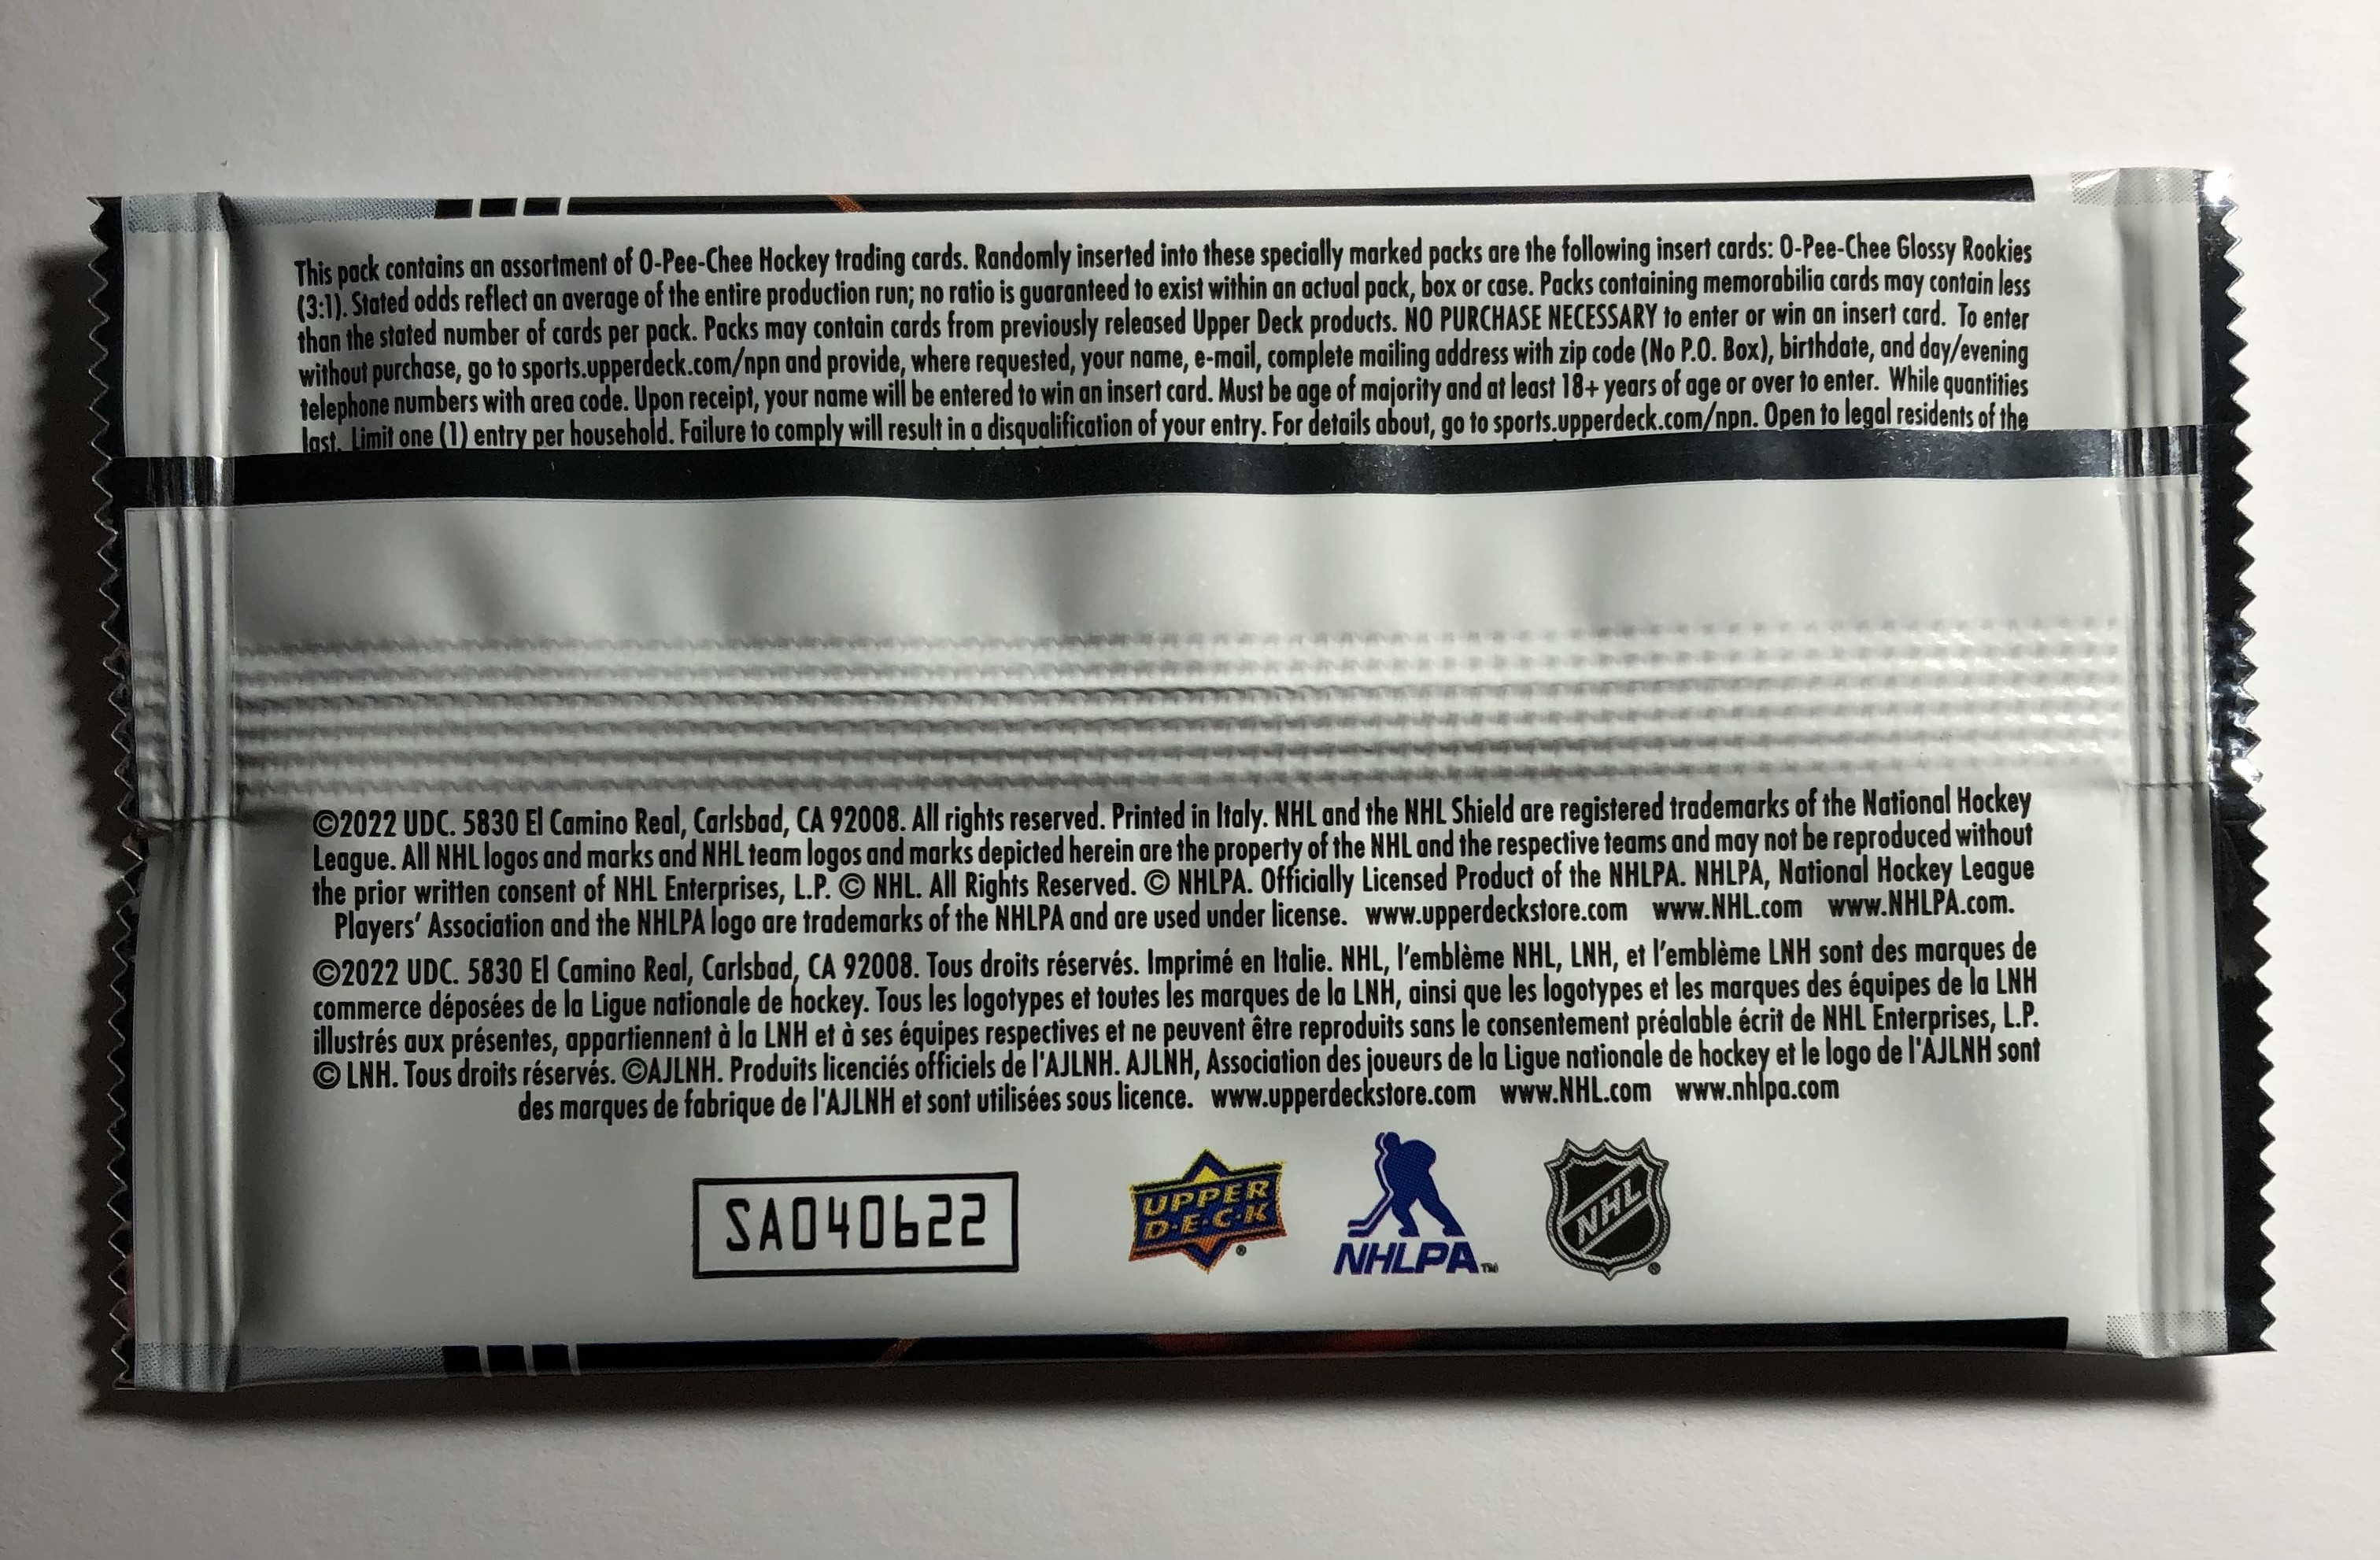 This pack contains an assortment of O-Pee-Chee Hockey trading cards. Randomly inserted into these specially marked packs are the following insert cards: O-Pee-Chee Glossy Rookies
(3:1). Stated odds reflect an average of the entire production run; no ratio is guaranteed to exist within an actual pack, box or case. Packs containing memorabilia cards may contain less
than the stated number of cards per pack. Packs may contain cards from previously released Upper Deck products. NO PURCHASE NECESSARY to enter or win an insert card. To enter
without purchase, go to sports.upperdeck.com/npn and provide, where requested, your name, e-mail, complete mailing address with zip code (No P.O. Box), birthdate, and day/evening
telephone numbers with area code. Upon receipt, your name will be entered to win an insert card. Must be age of majority and at least 18+ years of age or over to enter. While quantities
last. Limit one (1) entry per household. Failure to comply will result in a disqualification of your entry. For details about, go to sports.upperdeck.com/npn. Open to legal residents of the
©2022 UDC. 5830 El Camino Real, Carlsbad, CA 92008. All rights reserved. Printed in Italy. NHL and the NHL Shield are registered trademarks of the National Hockey
League. All NHL logos and marks and NHL team logos and marks depicted herein are the property of the NHL and the respective teams and may not be reproduced without
the prior written consent of NHL Enterprises, L.P. © NHL. All Rights Reserved. © NHLPA. Officially Licensed Product of the NHLPA. NHLPA, National Hockey League
Players' Association and the NHLPA logo are trademarks of the NHLPA and are used under license. www.upperdeckstore.com www.NHL.com www.NHLPA.com.
©2022 UDC. 5830 El Camino Real, Carlsbad, CA 92008. Tous droits réservés. Imprimé en Italie. NHL, l'emblème NHL, LNH, et l'emblème LNH sont des marques de
commerce déposées de la Ligue nationale de hockey. Tous les logotypes et toutes les marques de la LNH, ainsi que les logotypes et les marques des équipes de la LNH
illustrés aux présentes, appartiennent à la LNH et à ses équipes respectives et ne peuvent être reproduits sans le consentement préalable écrit de NHL Enterprises, L.P.
© LNH. Tous droits réservés. ©AJLNH. Produits licenciés officiels de l'AJLNH. AJLNH, Association des joueurs de la Ligue nationale de hockey et le logo de l'AJLNH sont
des marques de fabrique de l'AJLNH et sont utilisées sous licence. www.upperdeckstore.com www.NHL.com www.nhlpa.com
SA040622
UPPER
D·E·C·K ®
NHLPA™
NHL ®